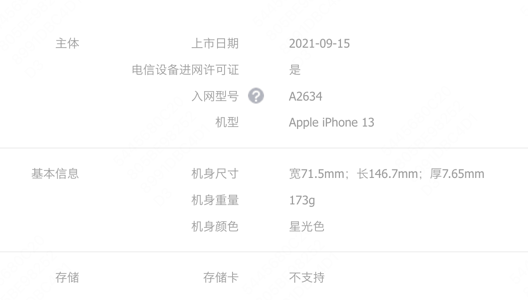 主体 上市日期 2021-09-15
电信设备进网许可证 是
入网型号 ? A2634
机型 Apple iPhone 13
基本信息 机身尺寸 宽71.5mm；长146.7mm；厚7.65mm
机身重量 173g
机身颜色 星光色
存储 存储卡 不支持